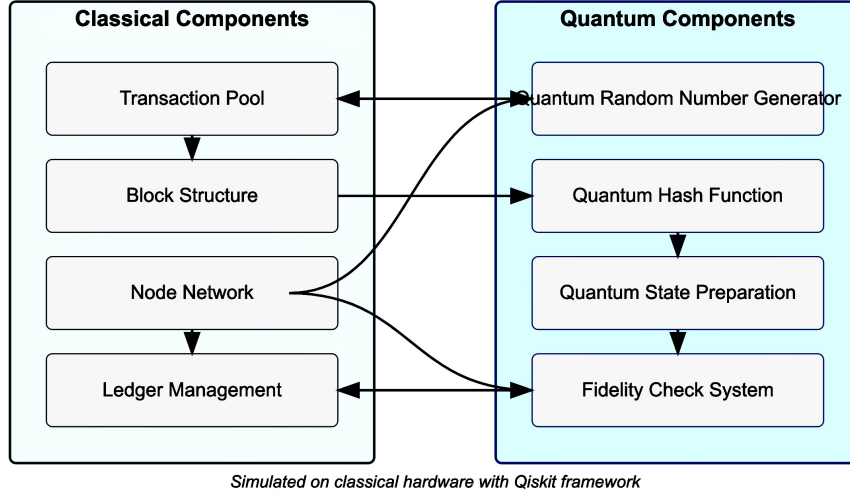 Classical Components
Quantum Components
Transaction Pool
Quantum Random Number Generator
Block Structure
Quantum Hash Function
Node Network
Quantum State Preparation
Ledger Management
Fidelity Check System
Simulated on classical hardware with Qiskit framework